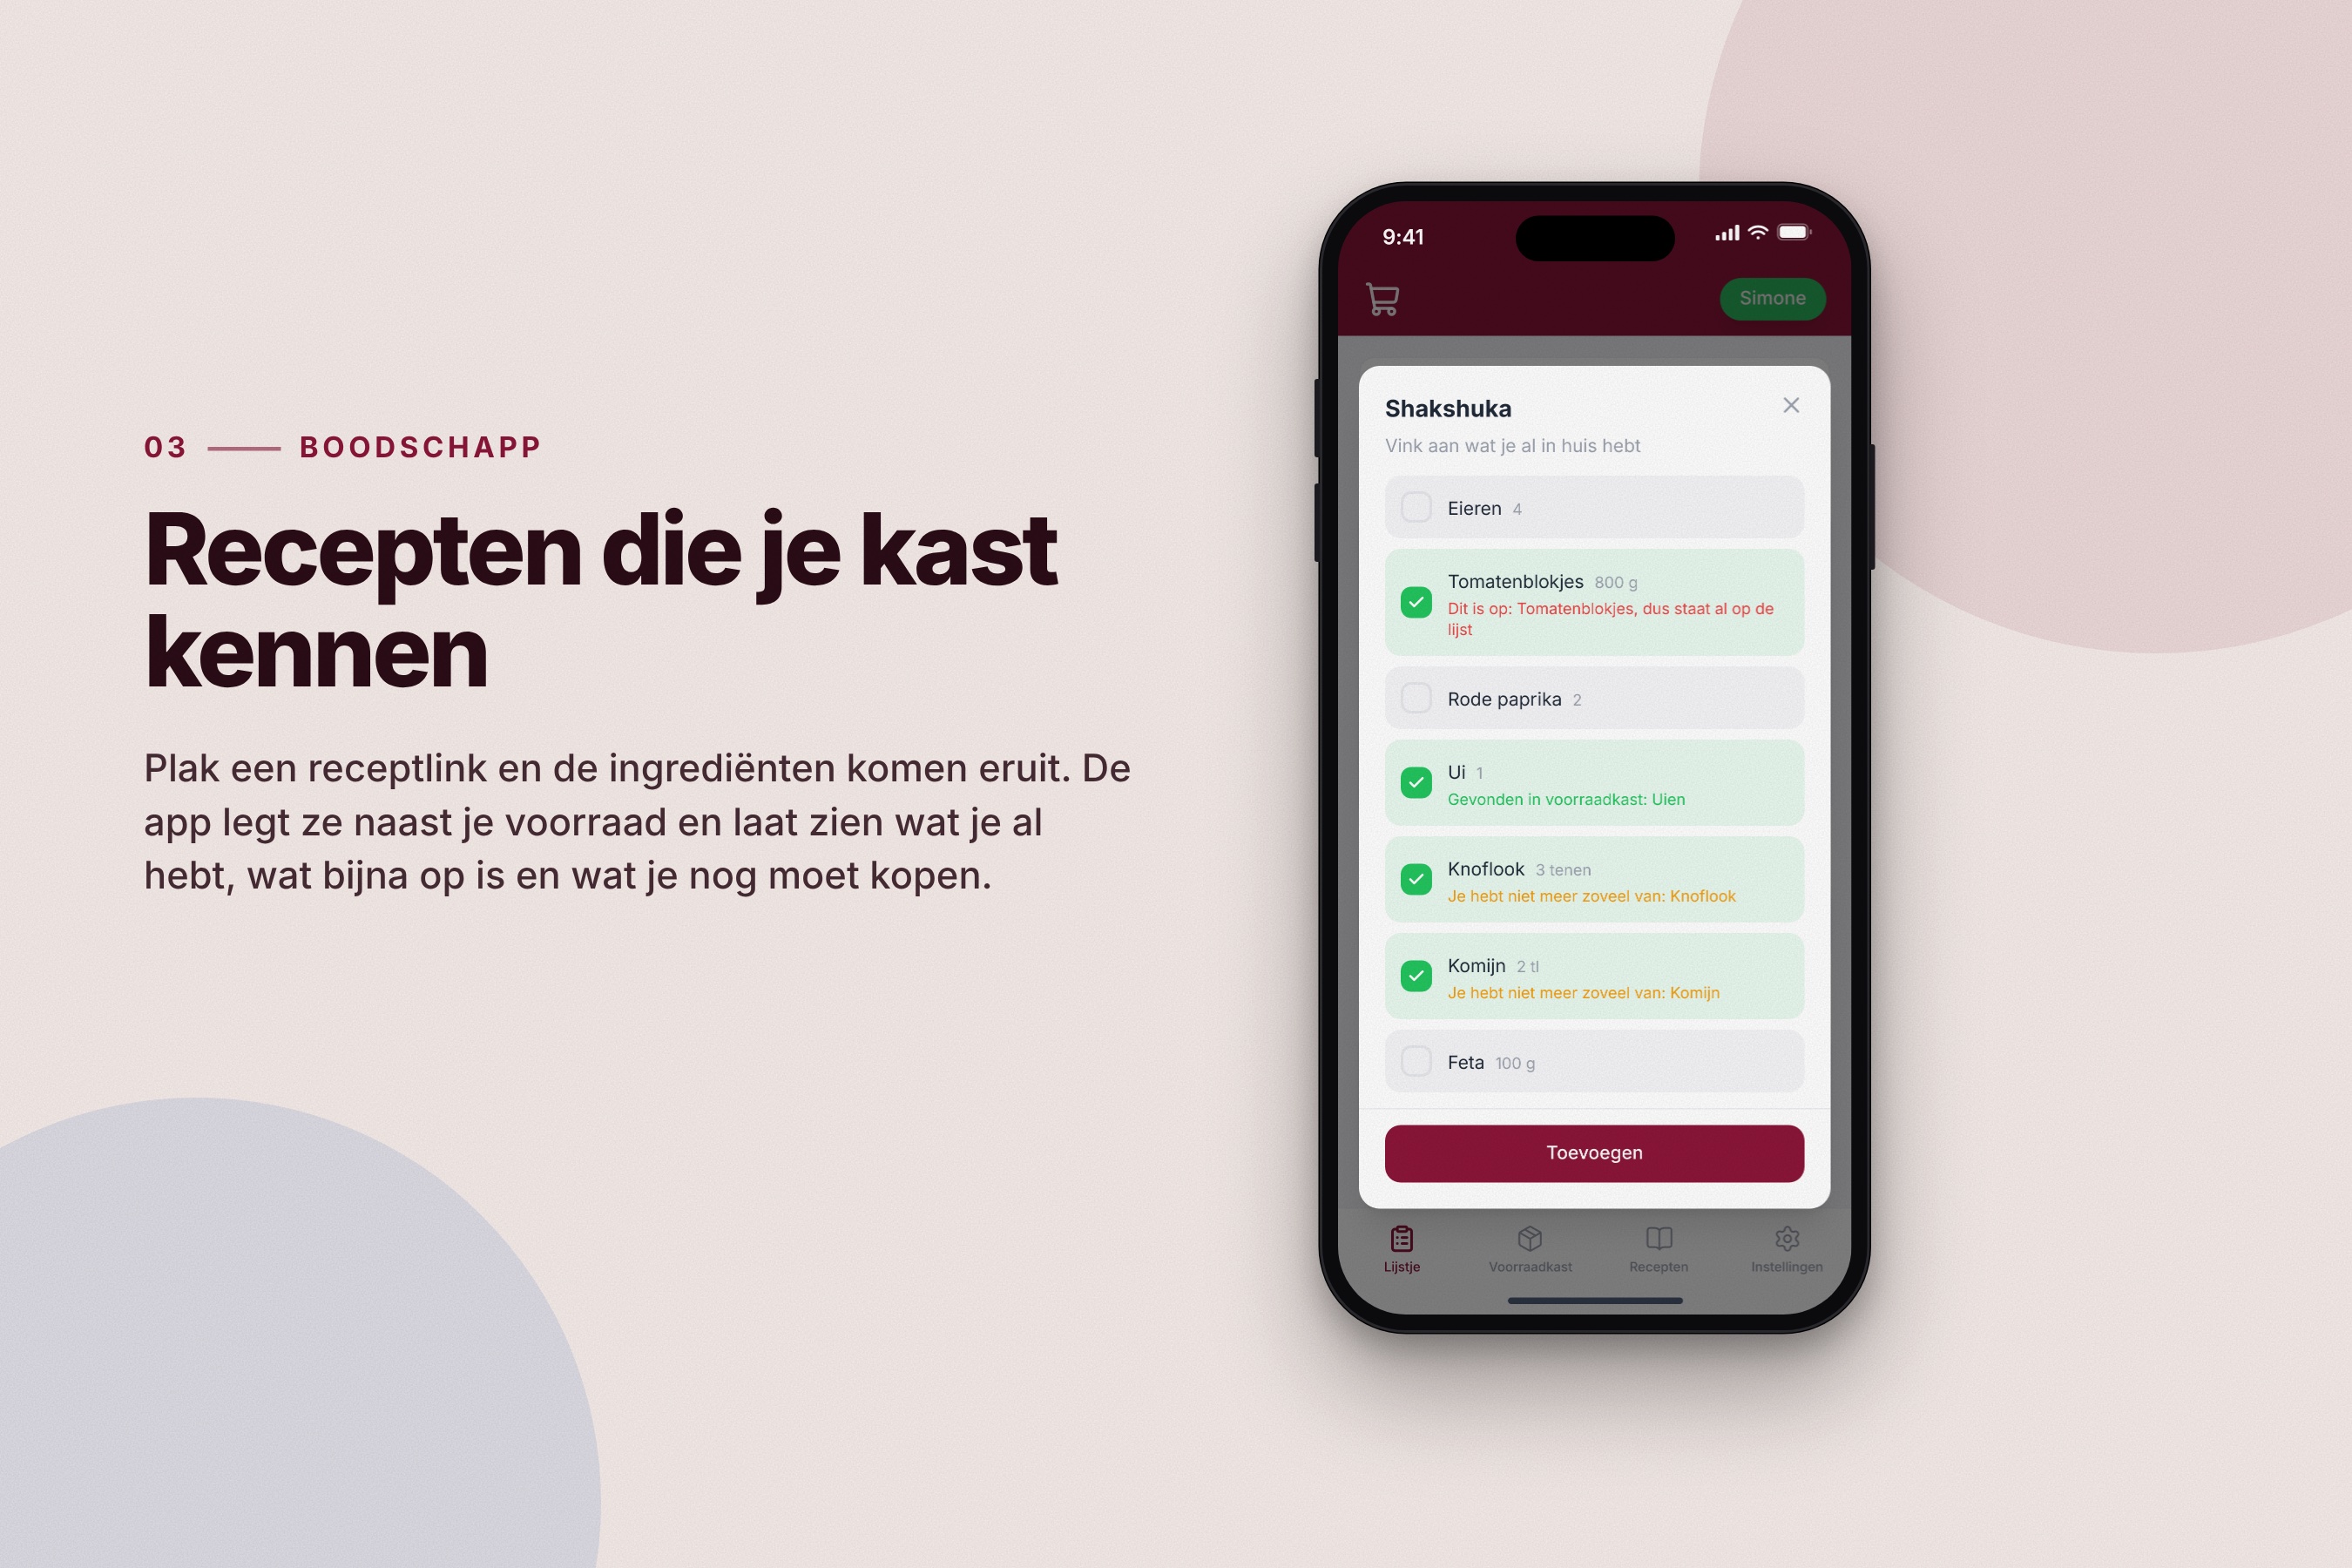 03 BOODSCHAPP
Recepten die je kast
kennen
Plak een receptlink en de ingrediënten komen eruit. De
app legt ze naast je voorraad en laat zien wat je al
hebt, wat bijna op is en wat je nog moet kopen.
9:41
Simone
Shakshuka
Vink aan wat je al in huis hebt
Eieren 4
Tomatenblokjes 800 g
Dit is op: Tomatenblokjes, dus staat al op de
lijst
Rode paprika 2
Ui 1
Gevonden in voorraadkast: Uien
Knoflook 3 tenen
Je hebt niet meer zoveel van: Knoflook
Komijn 2 tl
Je hebt niet meer zoveel van: Komijn
Feta 100 g
Toevoegen
Lijstje Voorraadkast Recepten Instellingen